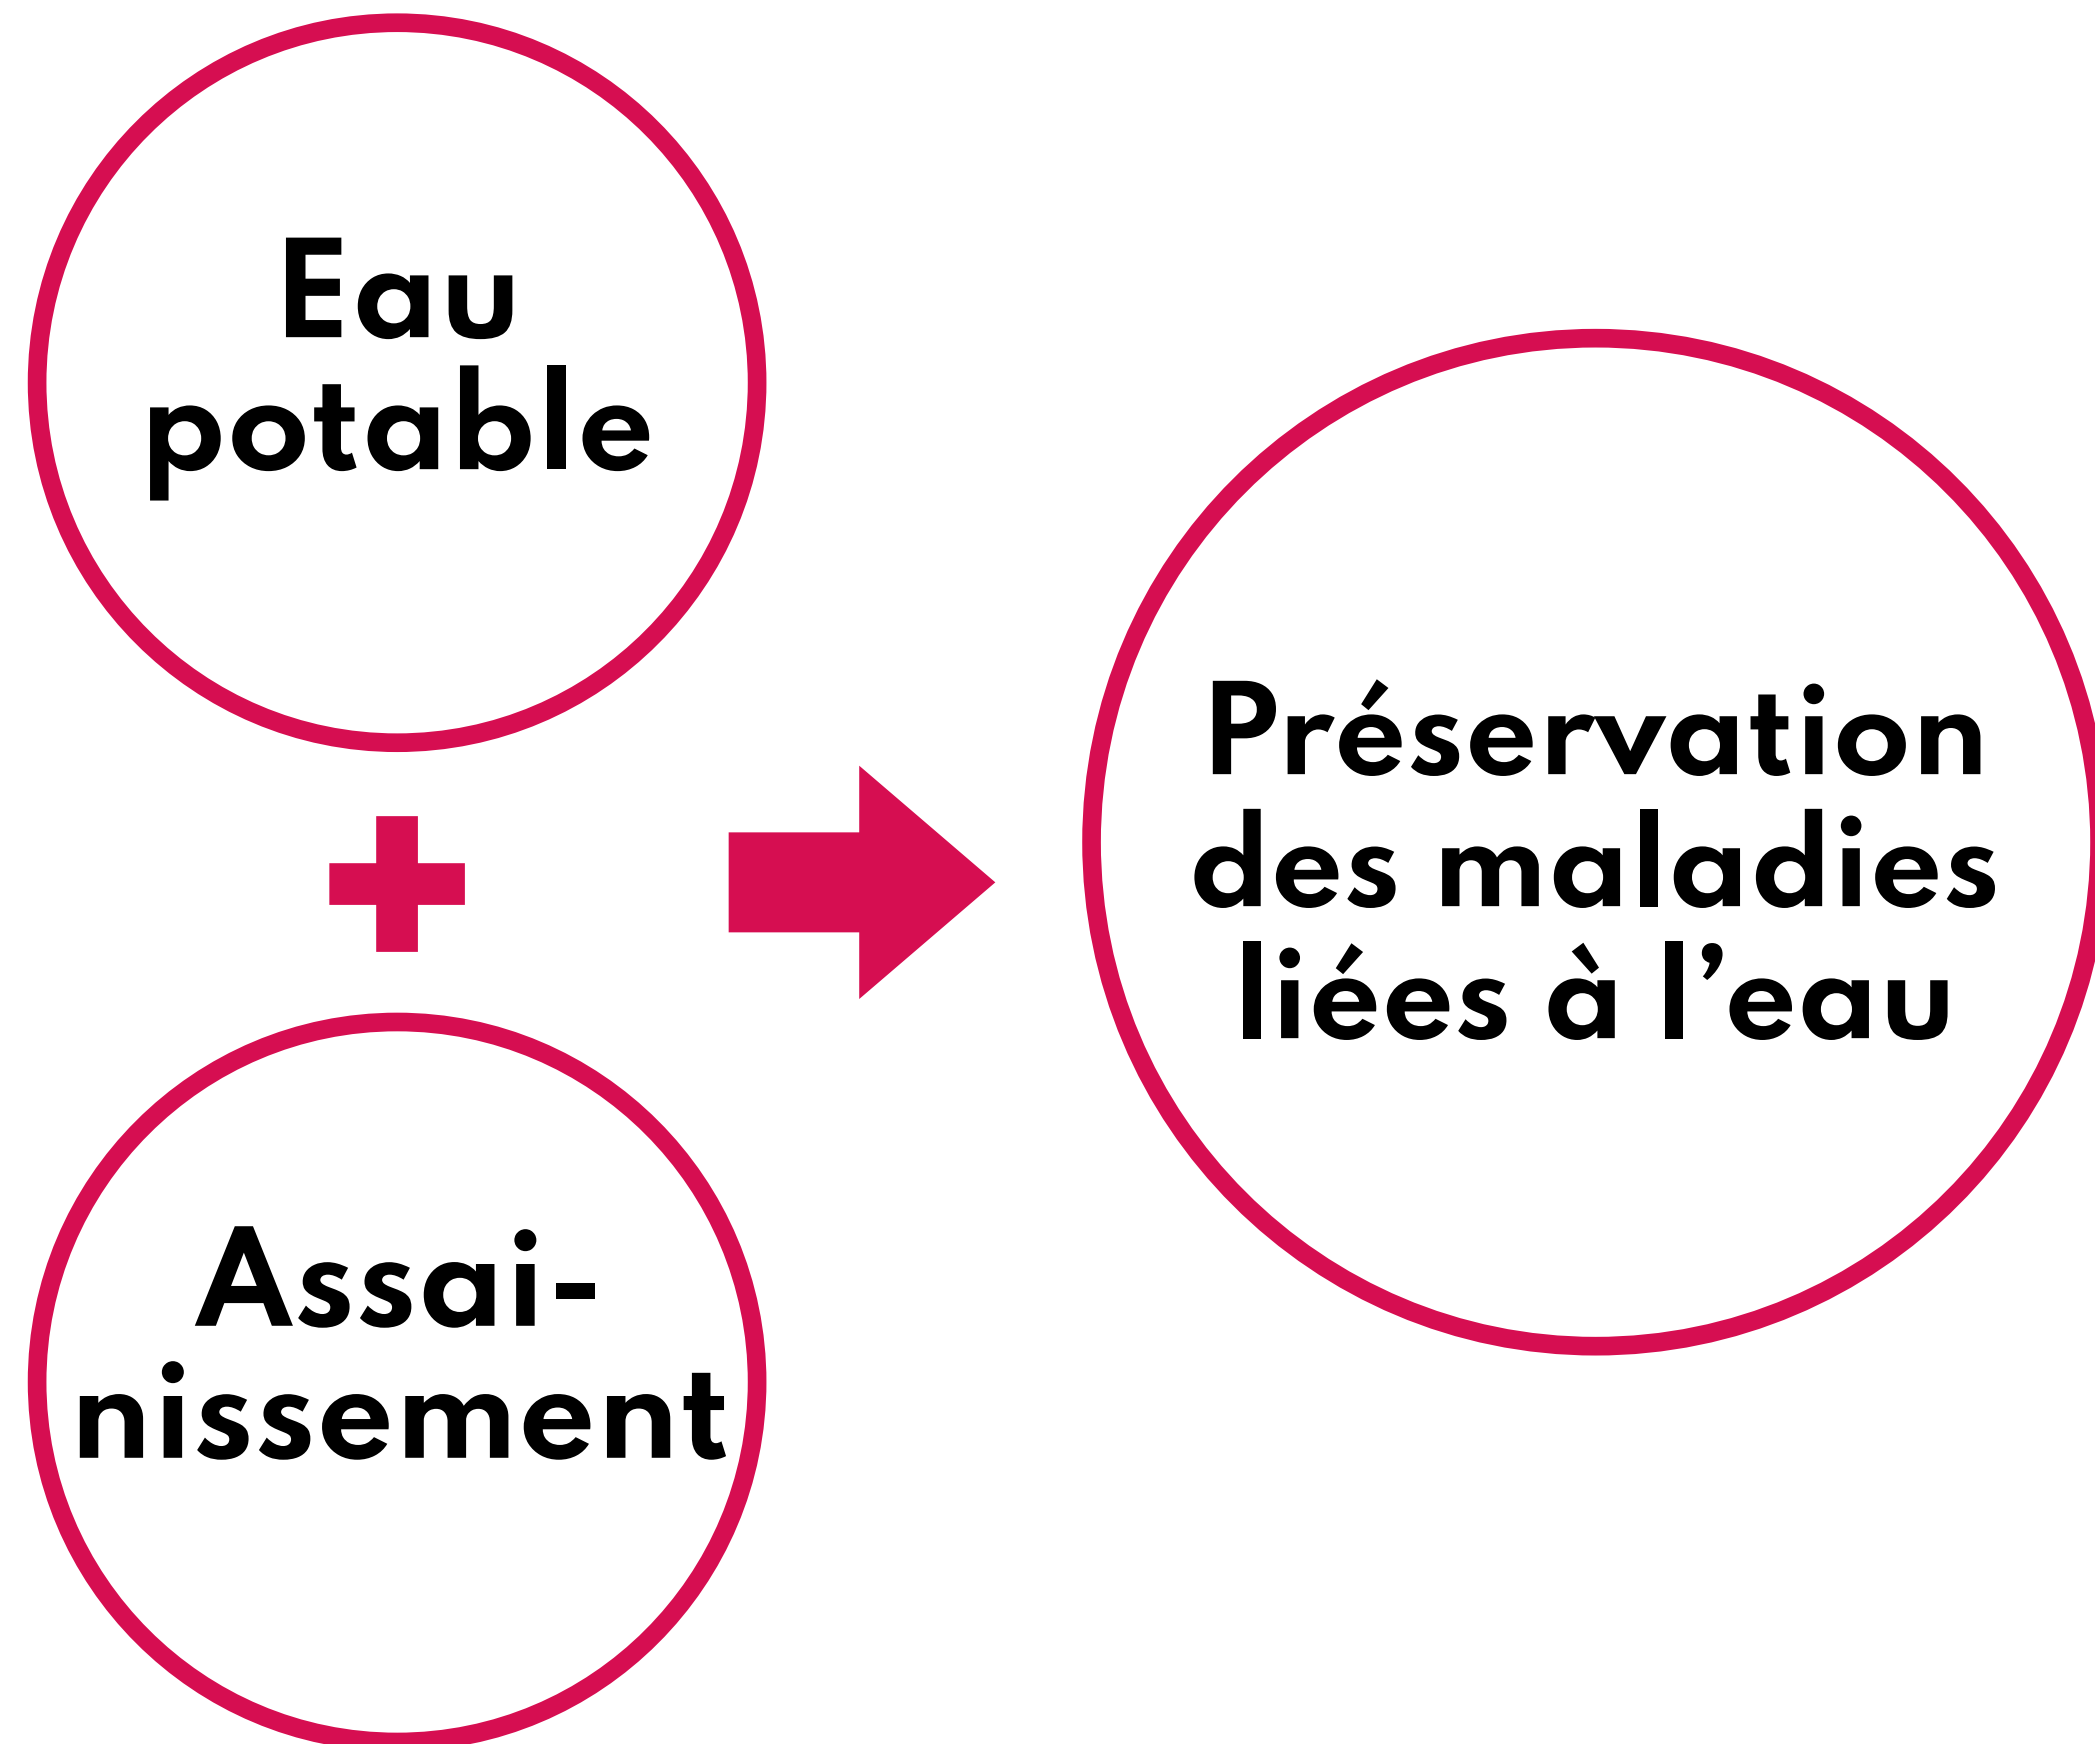 Eau
potable
Assai-
nissement
Préservation
des maladies
liées à l’eau